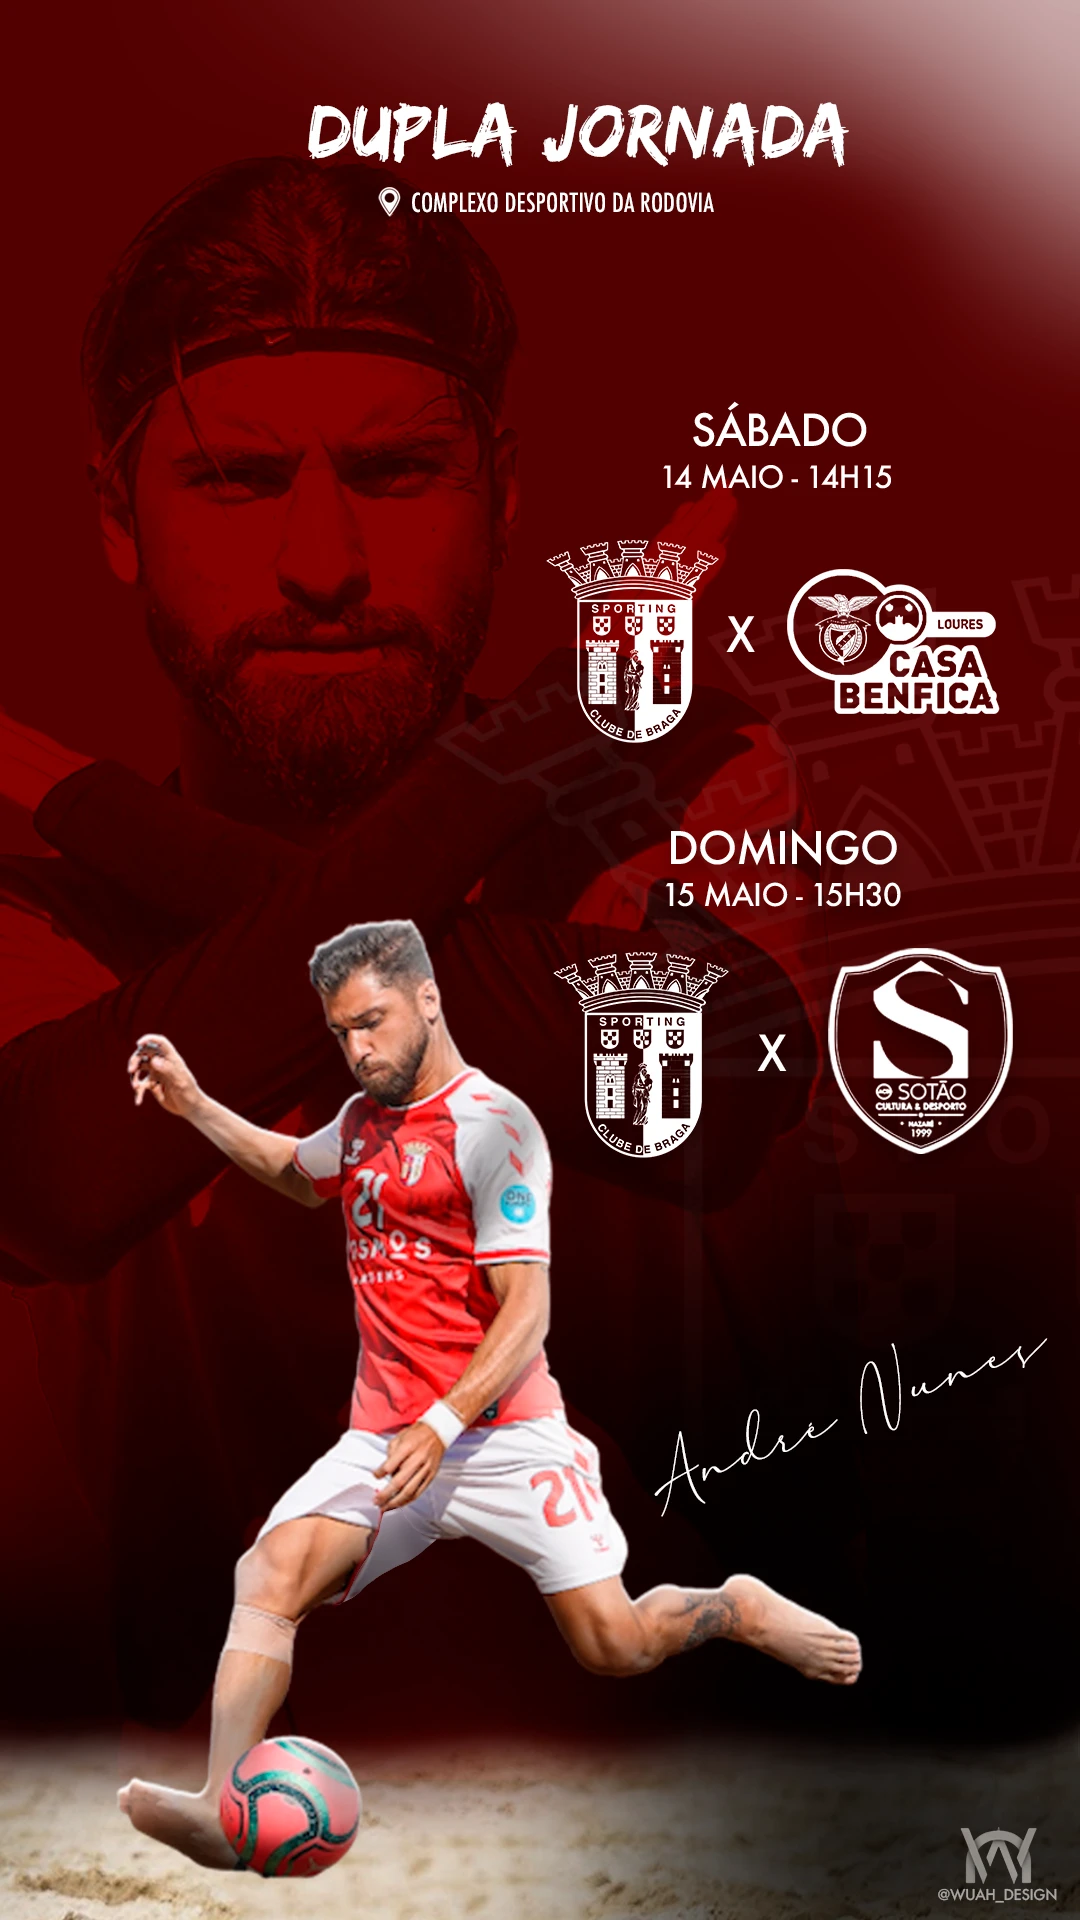 DUPLA JORNADA
COMPLEXO DESPORTIVO DA RODOVIA
SÁBADO
14 MAIO - 14H15
SPORTING
CLUBE DE BRAGA
X
LOURES
CASA
BENFICA
DOMINGO
15 MAIO - 15H30
SPORTING
CLUBE DE BRAGA
X
S
O SOTÃO
CULTURA & DESPORTO
NAZARÉ
1999
21
ONE
André Nunes
21
@WUAH_DESIGN